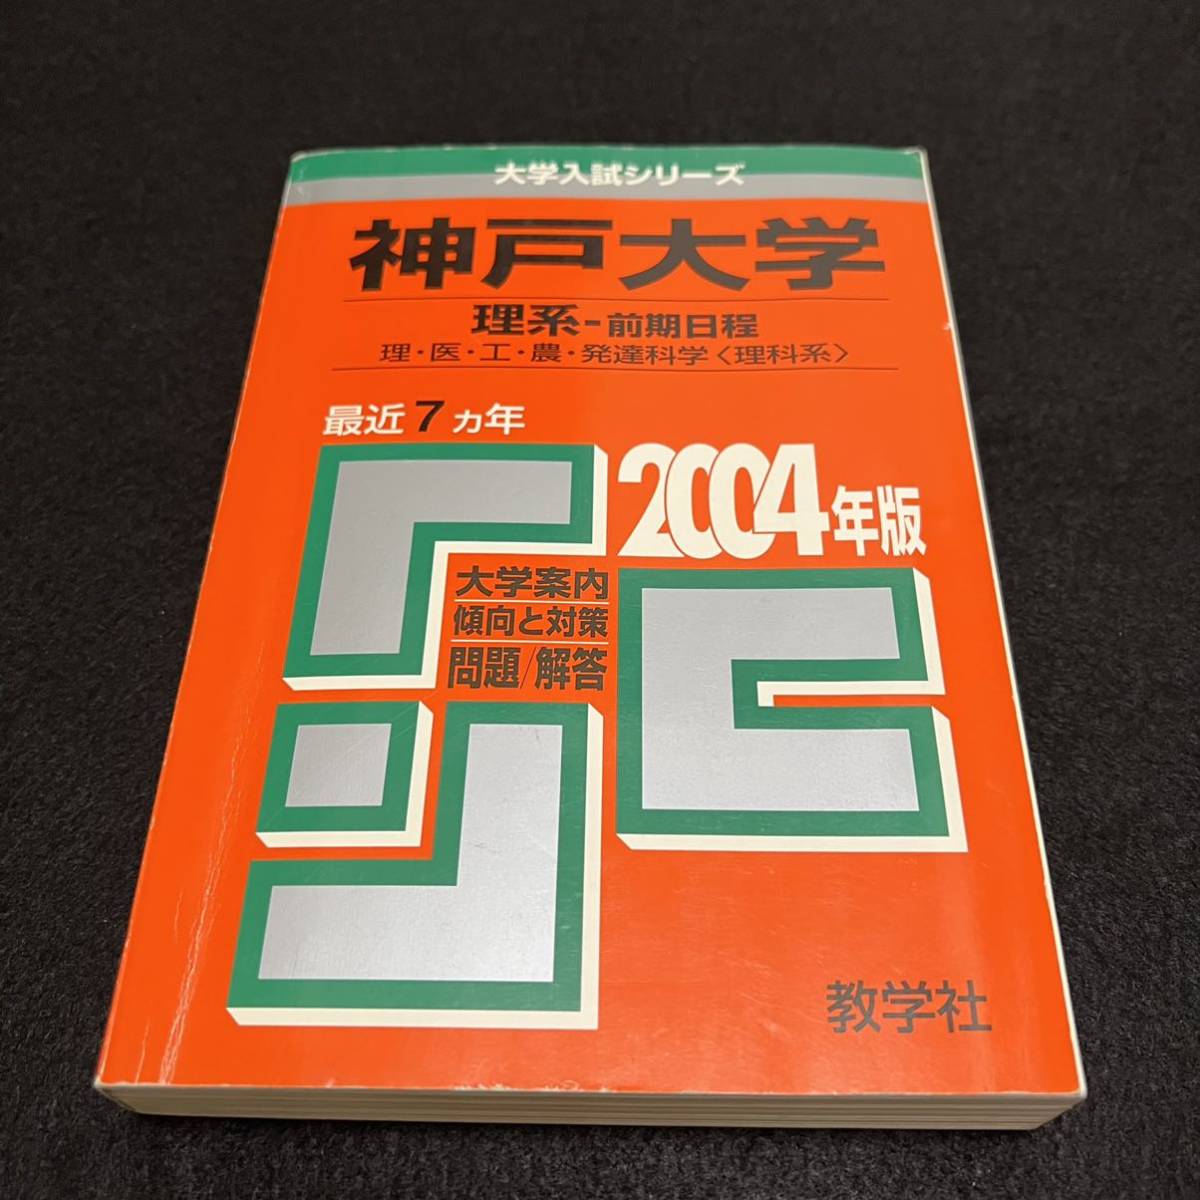 大学入試シリーズ
神戸大学
理系-前期日程
理・医・工・農・発達科学〈理科系〉
最近7ヵ年
2004年版
大学案内
傾向と対策
問題/解答
教学社